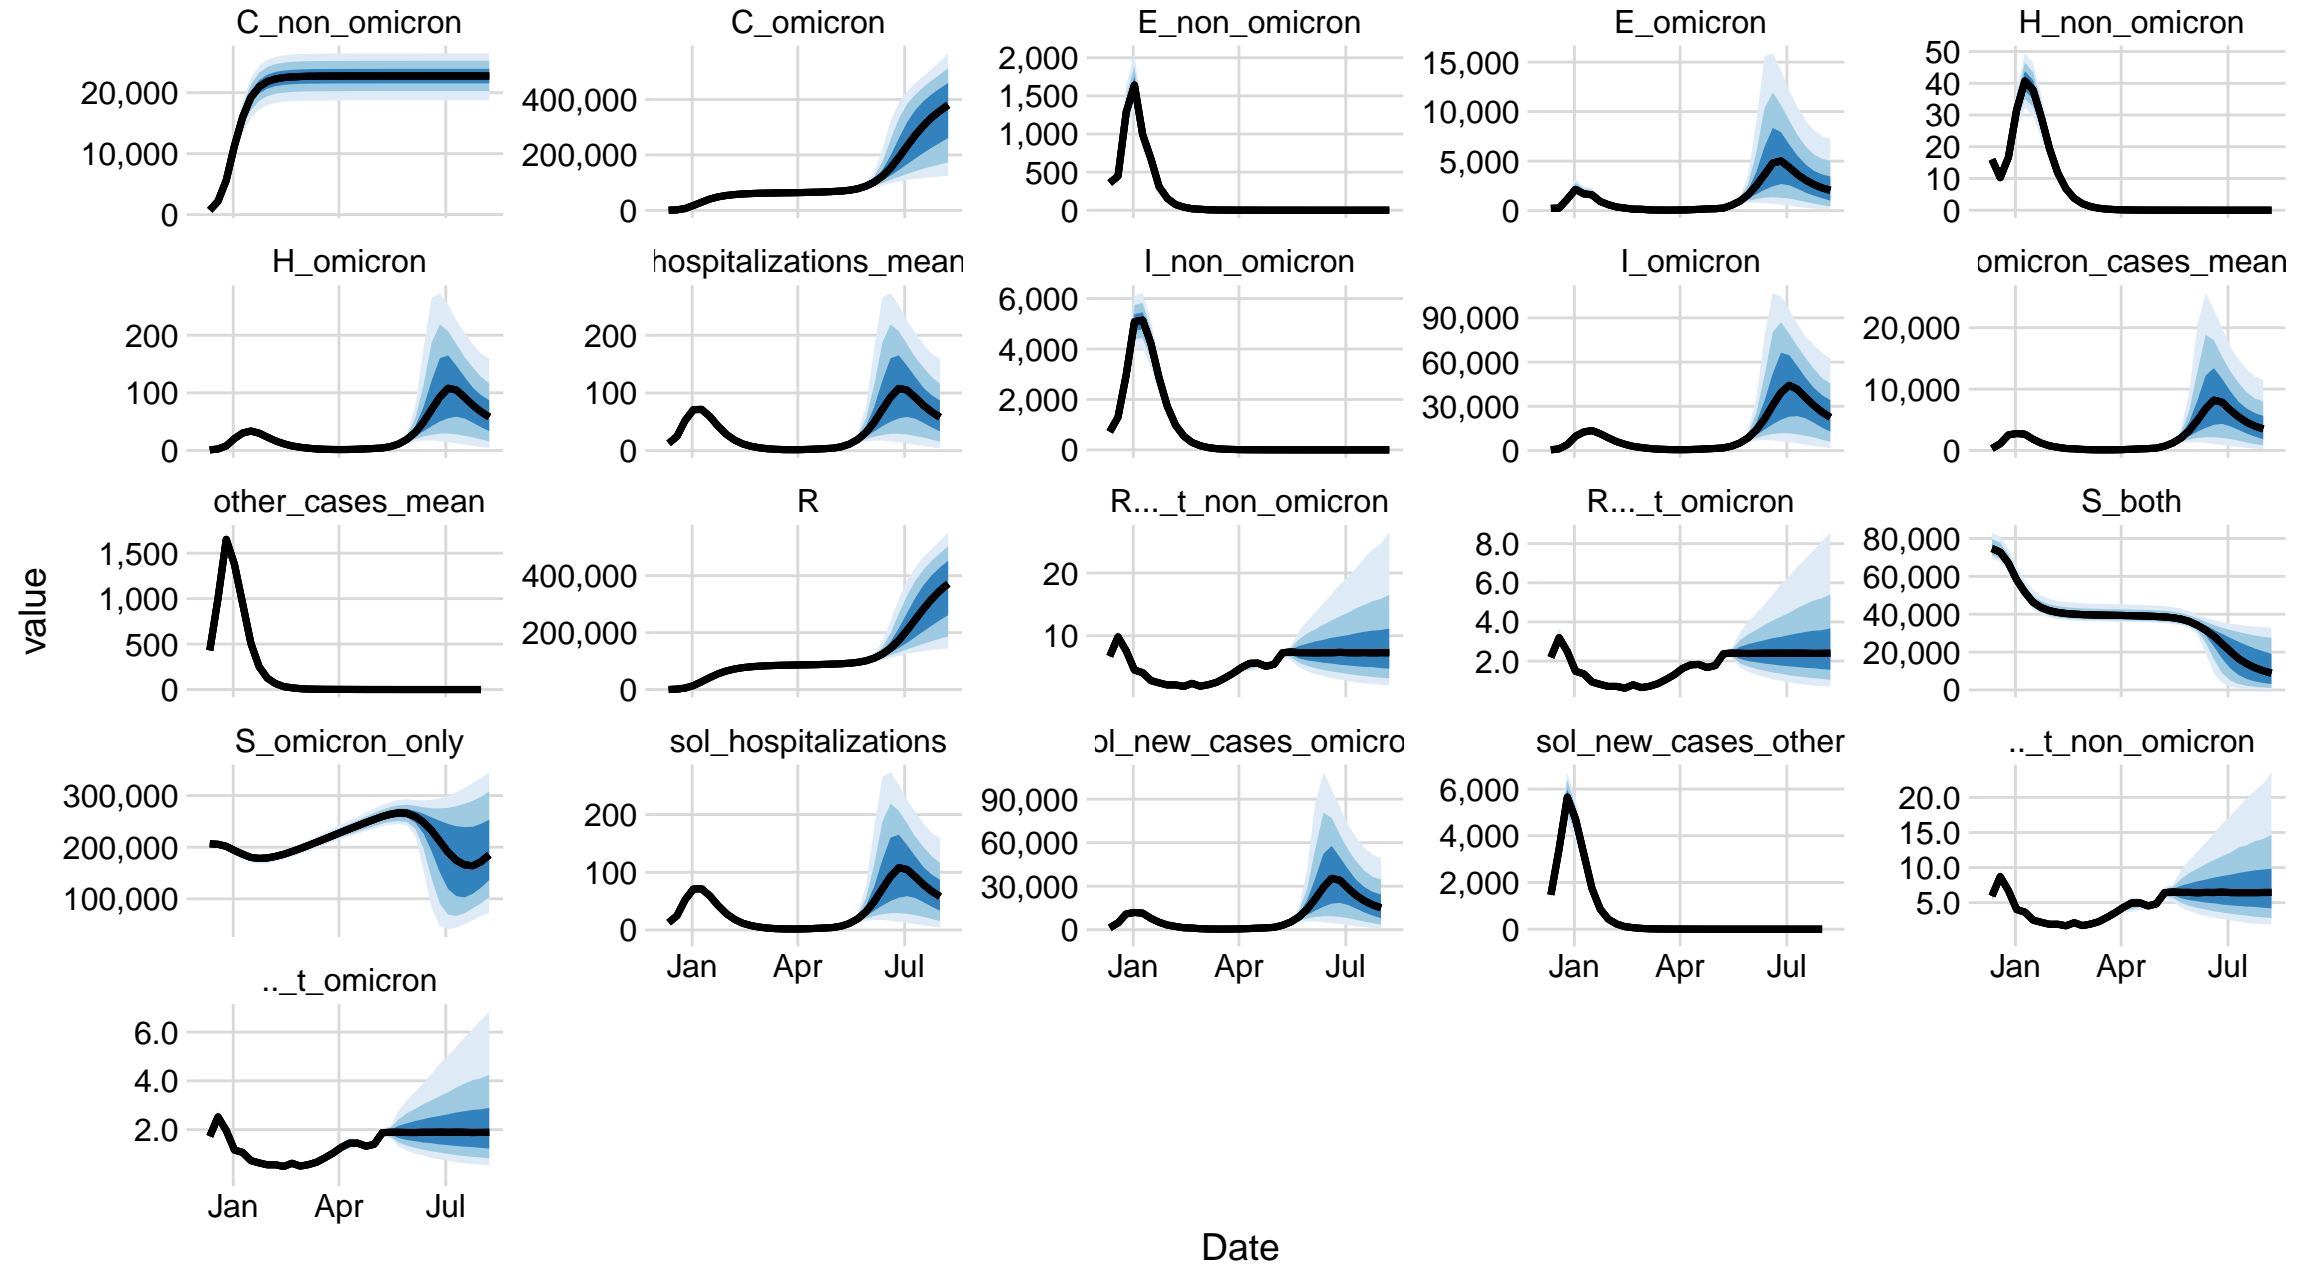 C_non_omicron C_omicron E_non_omicron E_omicron H_non_omicron
20,000 10,000 0
400,000 200,000 0
2,000 1,500 1,000 500 0
15,000 10,000 5,000 0
50 40 30 20 10 0
H_omicron hospitalizations_mean I_non_omicron I_omicron omicron_cases_mean
200 100 0
200 100 0
6,000 4,000 2,000 0
90,000 60,000 30,000 0
20,000 10,000 0
other_cases_mean R R..._t_non_omicron R..._t_omicron S_both
1,500 1,000 500 0
400,000 200,000 0
20 10
8.0 6.0 4.0 2.0
80,000 60,000 40,000 20,000 0
S_omicron_only sol_hospitalizations ol_new_cases_omicro sol_new_cases_other .._t_non_omicron
300,000 200,000 100,000
200 100 0
90,000 60,000 30,000 0
6,000 4,000 2,000 0
20.0 15.0 10.0 5.0
Jan Apr Jul
Jan Apr Jul
Jan Apr Jul
Jan Apr Jul
.._t_omicron
6.0 4.0 2.0
Jan Apr Jul
value
Date